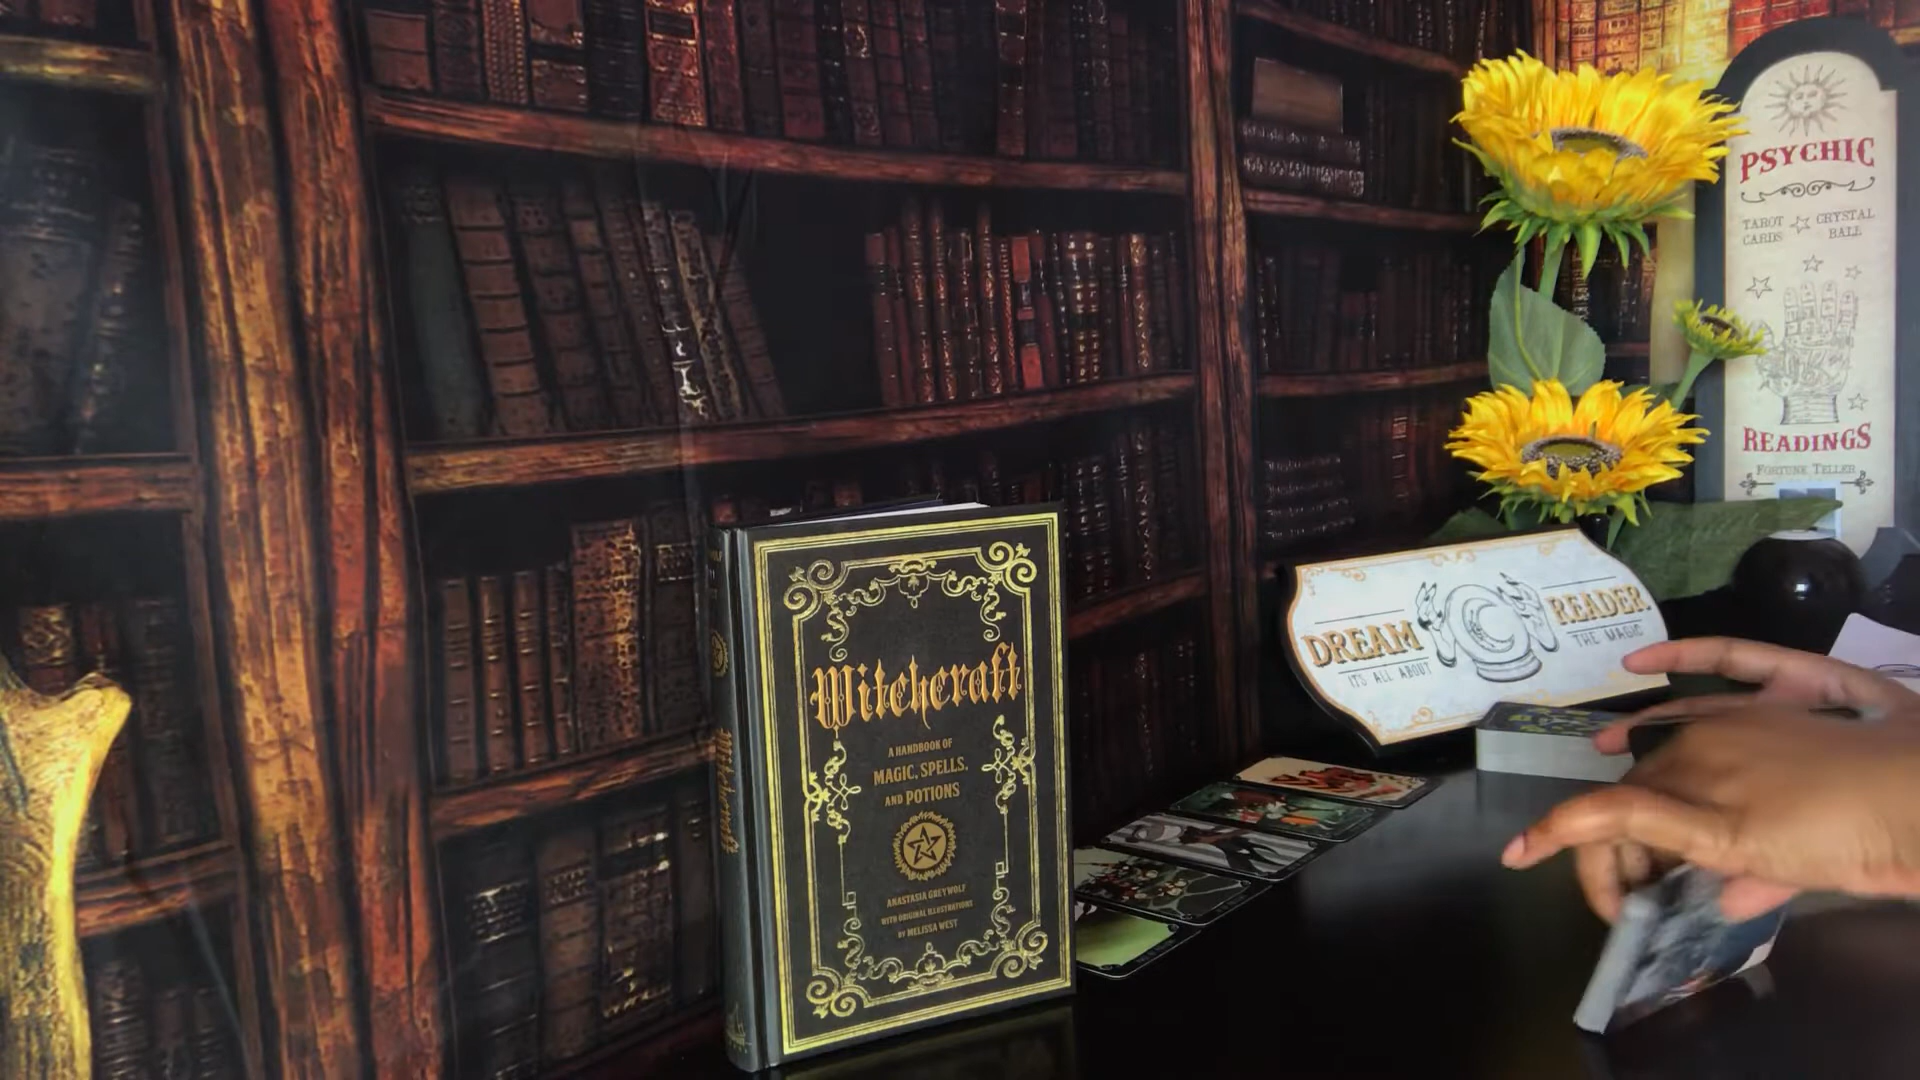 PSYCHIC
TAROT CARDS
CRYSTAL BALL
READINGS
FORTUNE TELLER
DREAM READER
IT'S ALL ABOUT THE MAGIC
Witchcraft
A HANDBOOK OF
MAGIC, SPELLS,
AND POTIONS
ANASTASIA GREYWOLF
WITH ORIGINAL ILLUSTRATIONS
BY MELISSA WEST
Witchcraft